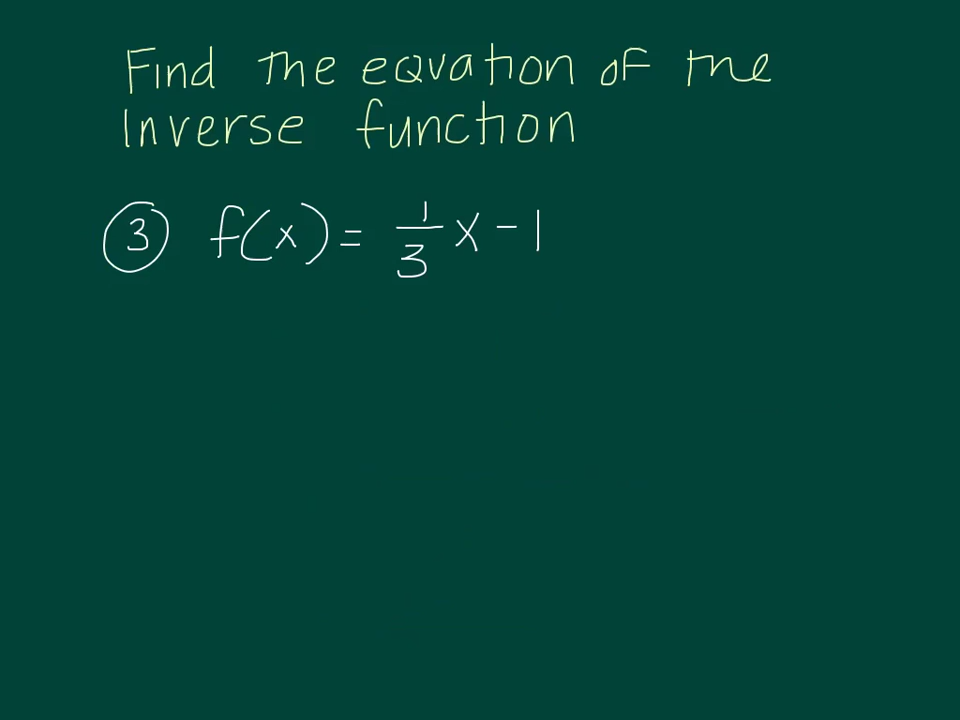 Find the equation of the
Inverse function
③ f(x) = 1/3 x - 1